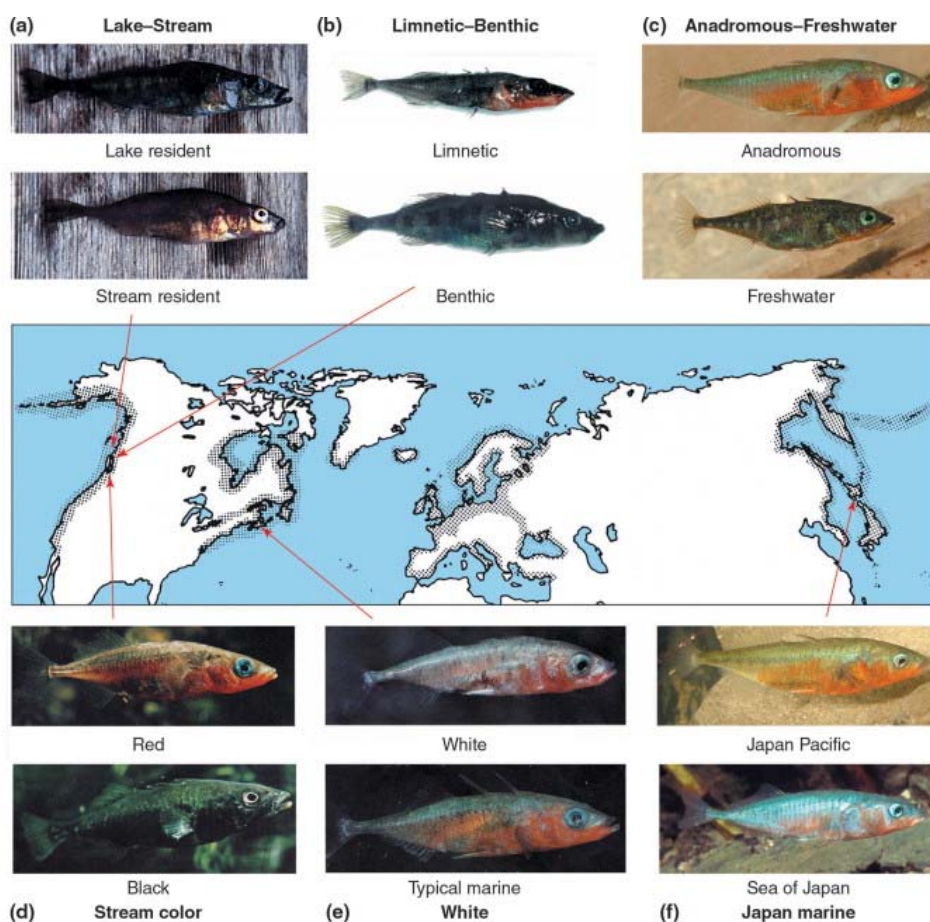 (a) Lake–Stream
(b) Limnetic–Benthic
(c) Anadromous–Freshwater
Lake resident
Limnetic
Anadromous
Stream resident
Benthic
Freshwater
Red
White
Japan Pacific
Black
Typical marine
Sea of Japan
(d) Stream color
(e) White
(f) Japan marine